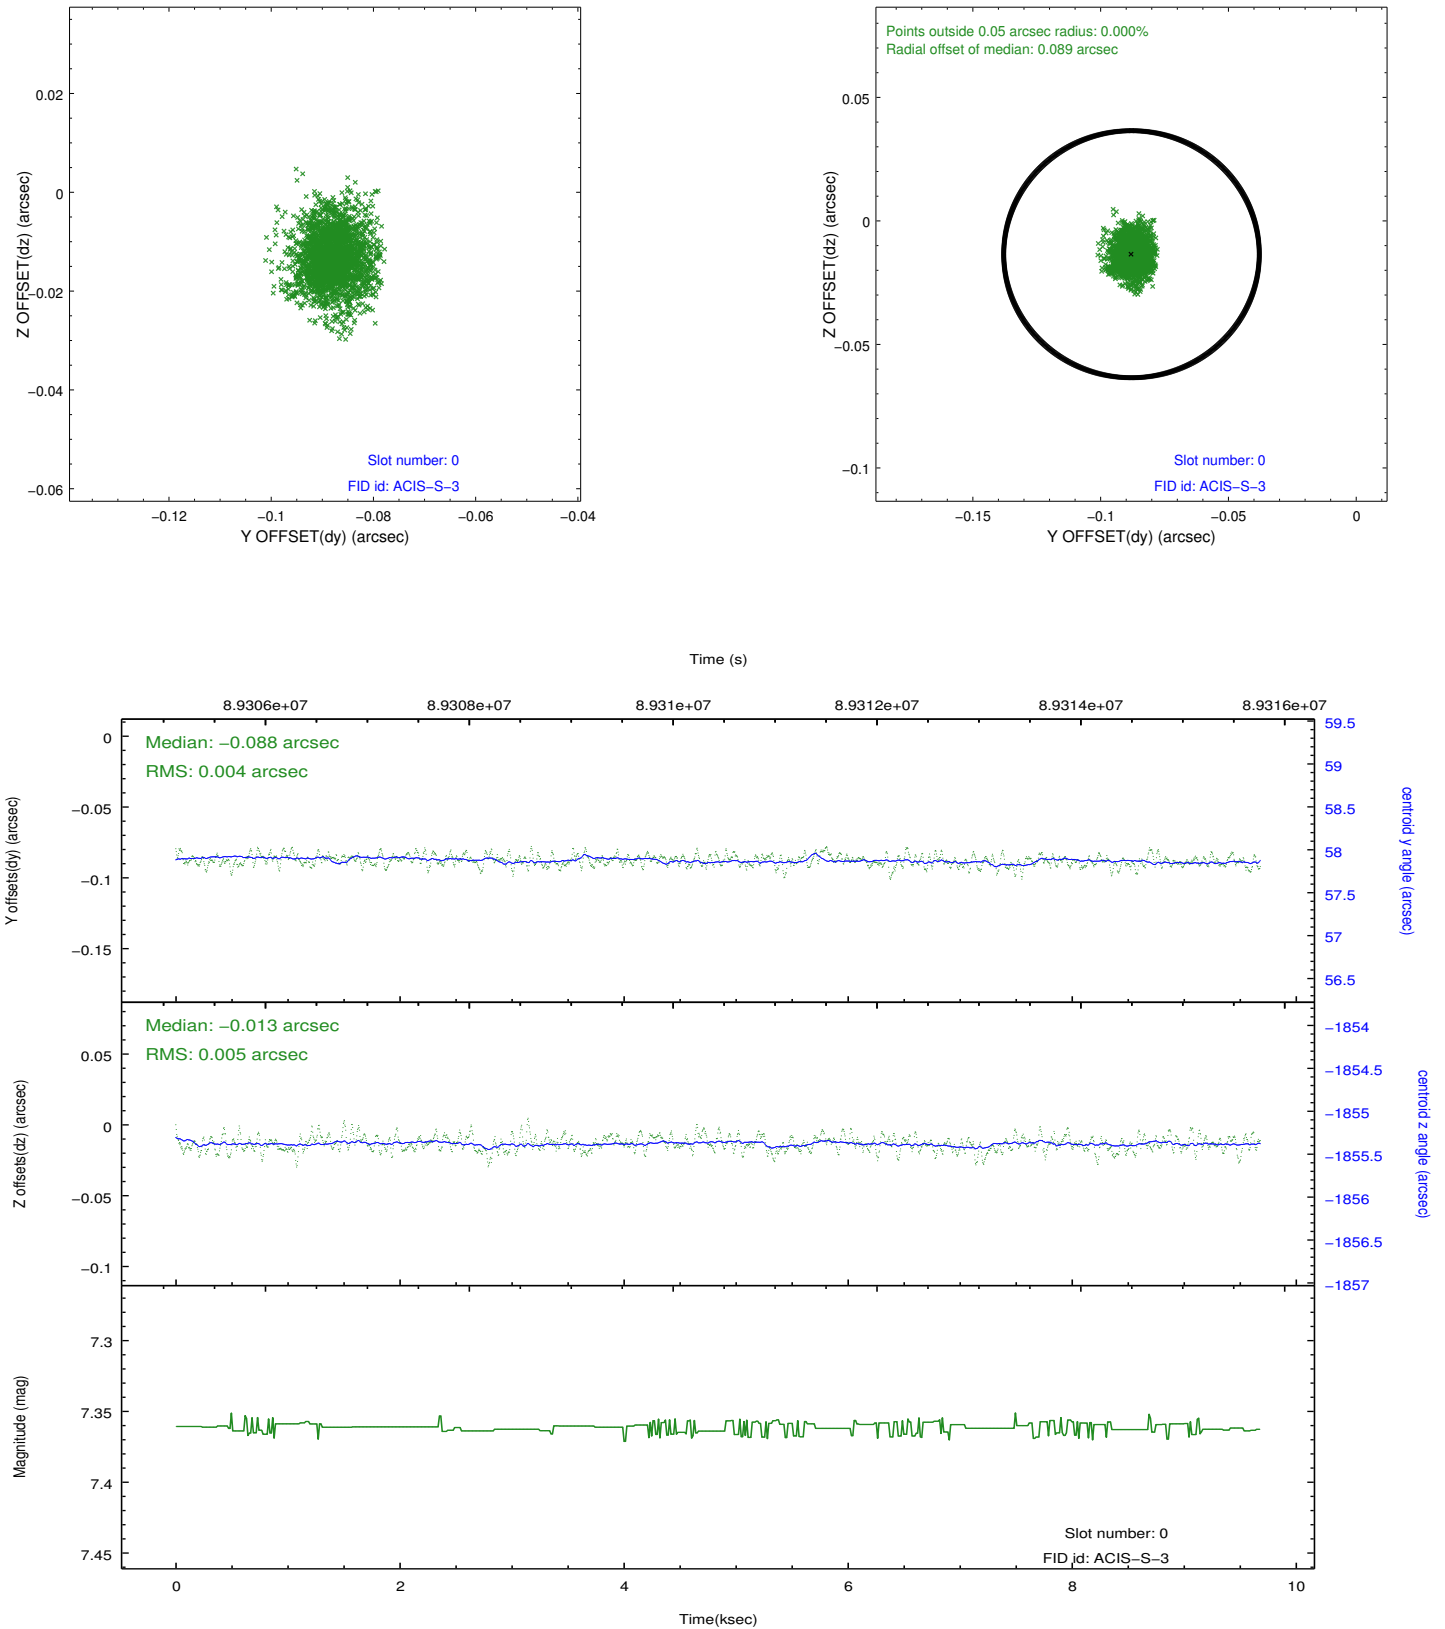 0.02
0
−0.02
−0.04
−0.06
Z OFFSET(dz) (arcsec)
Slot number: 0
FID id: ACIS−S−3
−0.12
−0.1
−0.08
−0.06
−0.04
Y OFFSET(dy) (arcsec)
Points outside 0.05 arcsec radius: 0.000%
Radial offset of median: 0.089 arcsec
0.05
0
−0.05
−0.1
Z OFFSET(dz) (arcsec)
Slot number: 0
FID id: ACIS−S−3
−0.15
−0.1
−0.05
0
Y OFFSET(dy) (arcsec)
Time (s)
8.9306e+07
8.9308e+07
8.931e+07
8.9312e+07
8.9314e+07
8.9316e+07
Median: −0.088 arcsec
RMS: 0.004 arcsec
0
−0.05
−0.1
−0.15
Y offsets(dy) (arcsec)
59.5
59
58.5
58
57.5
57
56.5
centroid y angle (arcsec)
Median: −0.013 arcsec
RMS: 0.005 arcsec
0.05
0
−0.05
−0.1
Z offsets(dz) (arcsec)
−1854
−1854.5
−1855
−1855.5
−1856
−1856.5
−1857
centroid z angle (arcsec)
7.3
7.35
7.4
7.45
Magnitude (mag)
Slot number: 0
FID id: ACIS−S−3
0
2
4
6
8
10
Time(ksec)